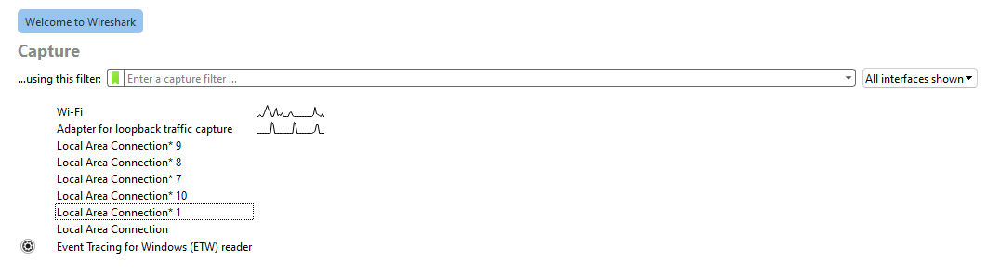 Welcome to Wireshark
Capture
...using this filter: Enter a capture filter ... All interfaces shown
Wi-Fi
Adapter for loopback traffic capture
Local Area Connection* 9
Local Area Connection* 8
Local Area Connection* 7
Local Area Connection* 10
Local Area Connection* 1
Local Area Connection
Event Tracing for Windows (ETW) reader